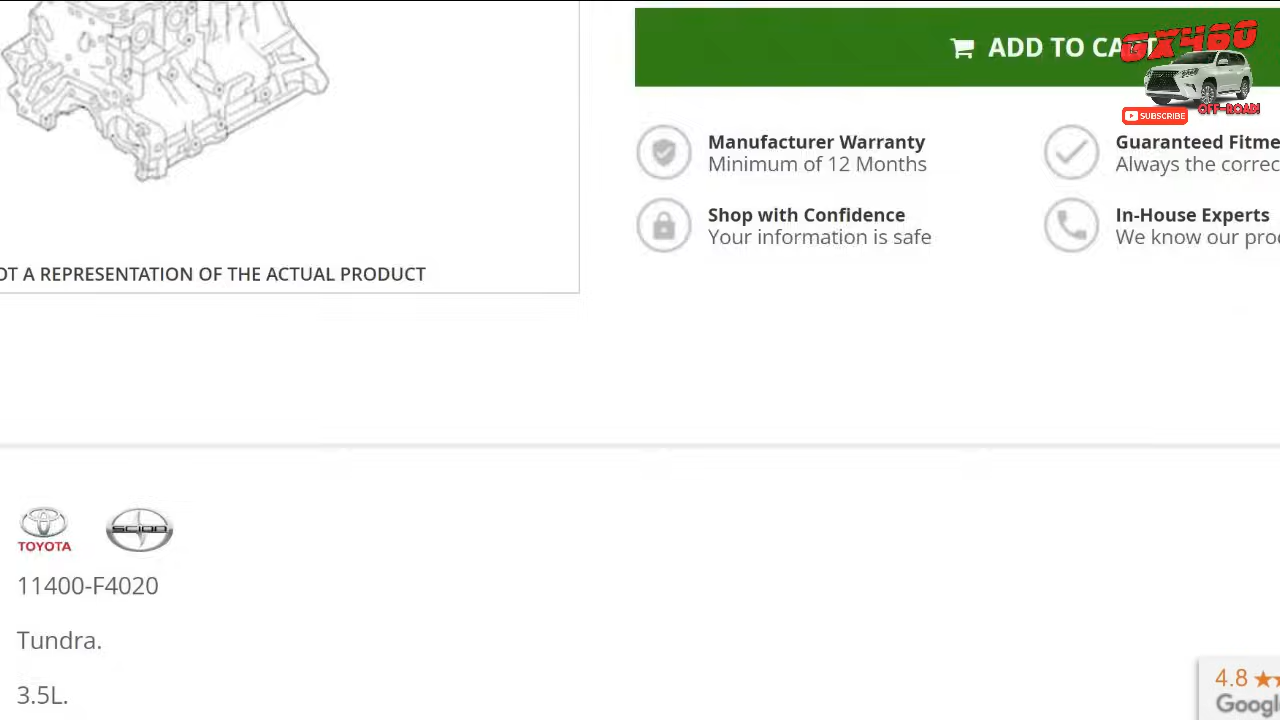 ADD TO CART
GX460
OFF-ROAD!
SUBSCRIBE
Manufacturer Warranty
Minimum of 12 Months
Guaranteed Fitme
Always the correc
Shop with Confidence
Your information is safe
In-House Experts
We know our pro
OT A REPRESENTATION OF THE ACTUAL PRODUCT
TOYOTA
SCION
11400-F4020
Tundra.
3.5L.
4.8
Googl